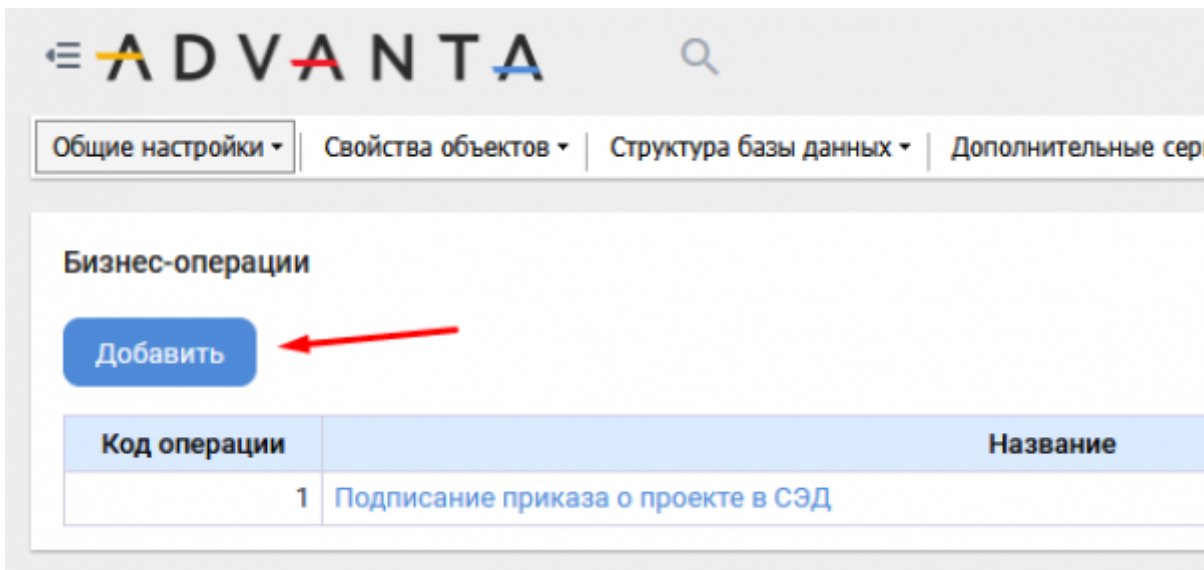 ADVANTA
Общие настройки Свойства объектов Структура базы данных Дополнительные
Бизнес-операции
Добавить
Код операции Название
1 Подписание приказа о проекте в СЭД